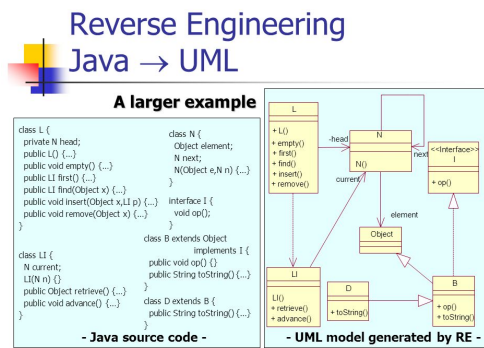 Reverse Engineering
Java → UML
A larger example
class L {
private N head;
public L() {...}
public void empty() {...}
public LI first() {...}
public LI find(Object x) {...}
public void insert(Object x,LI p) {...}
public void remove(Object x) {...}
}
class LI {
N current;
LI(N n) {}
public Object retrieve() {...}
public void advance() {...}
}
class N {
Object element;
N next;
N(Object e,N n) {...}
}
interface I {
void op();
}
class B extends Object
implements I {
public void op() {}
public String toString() {...}
}
class D extends B {
public String toString() {...}
}
- Java source code -
L
+ L()
+ empty()
+ first()
+ find()
+ insert()
+ remove()
-head
N
N()
next
current
<<Interface>>
I
+ op()
element
Object
LI
LI()
+ retrieve()
+ advance()
D
+ toString()
B
+ op()
+ toString()
- UML model generated by RE -